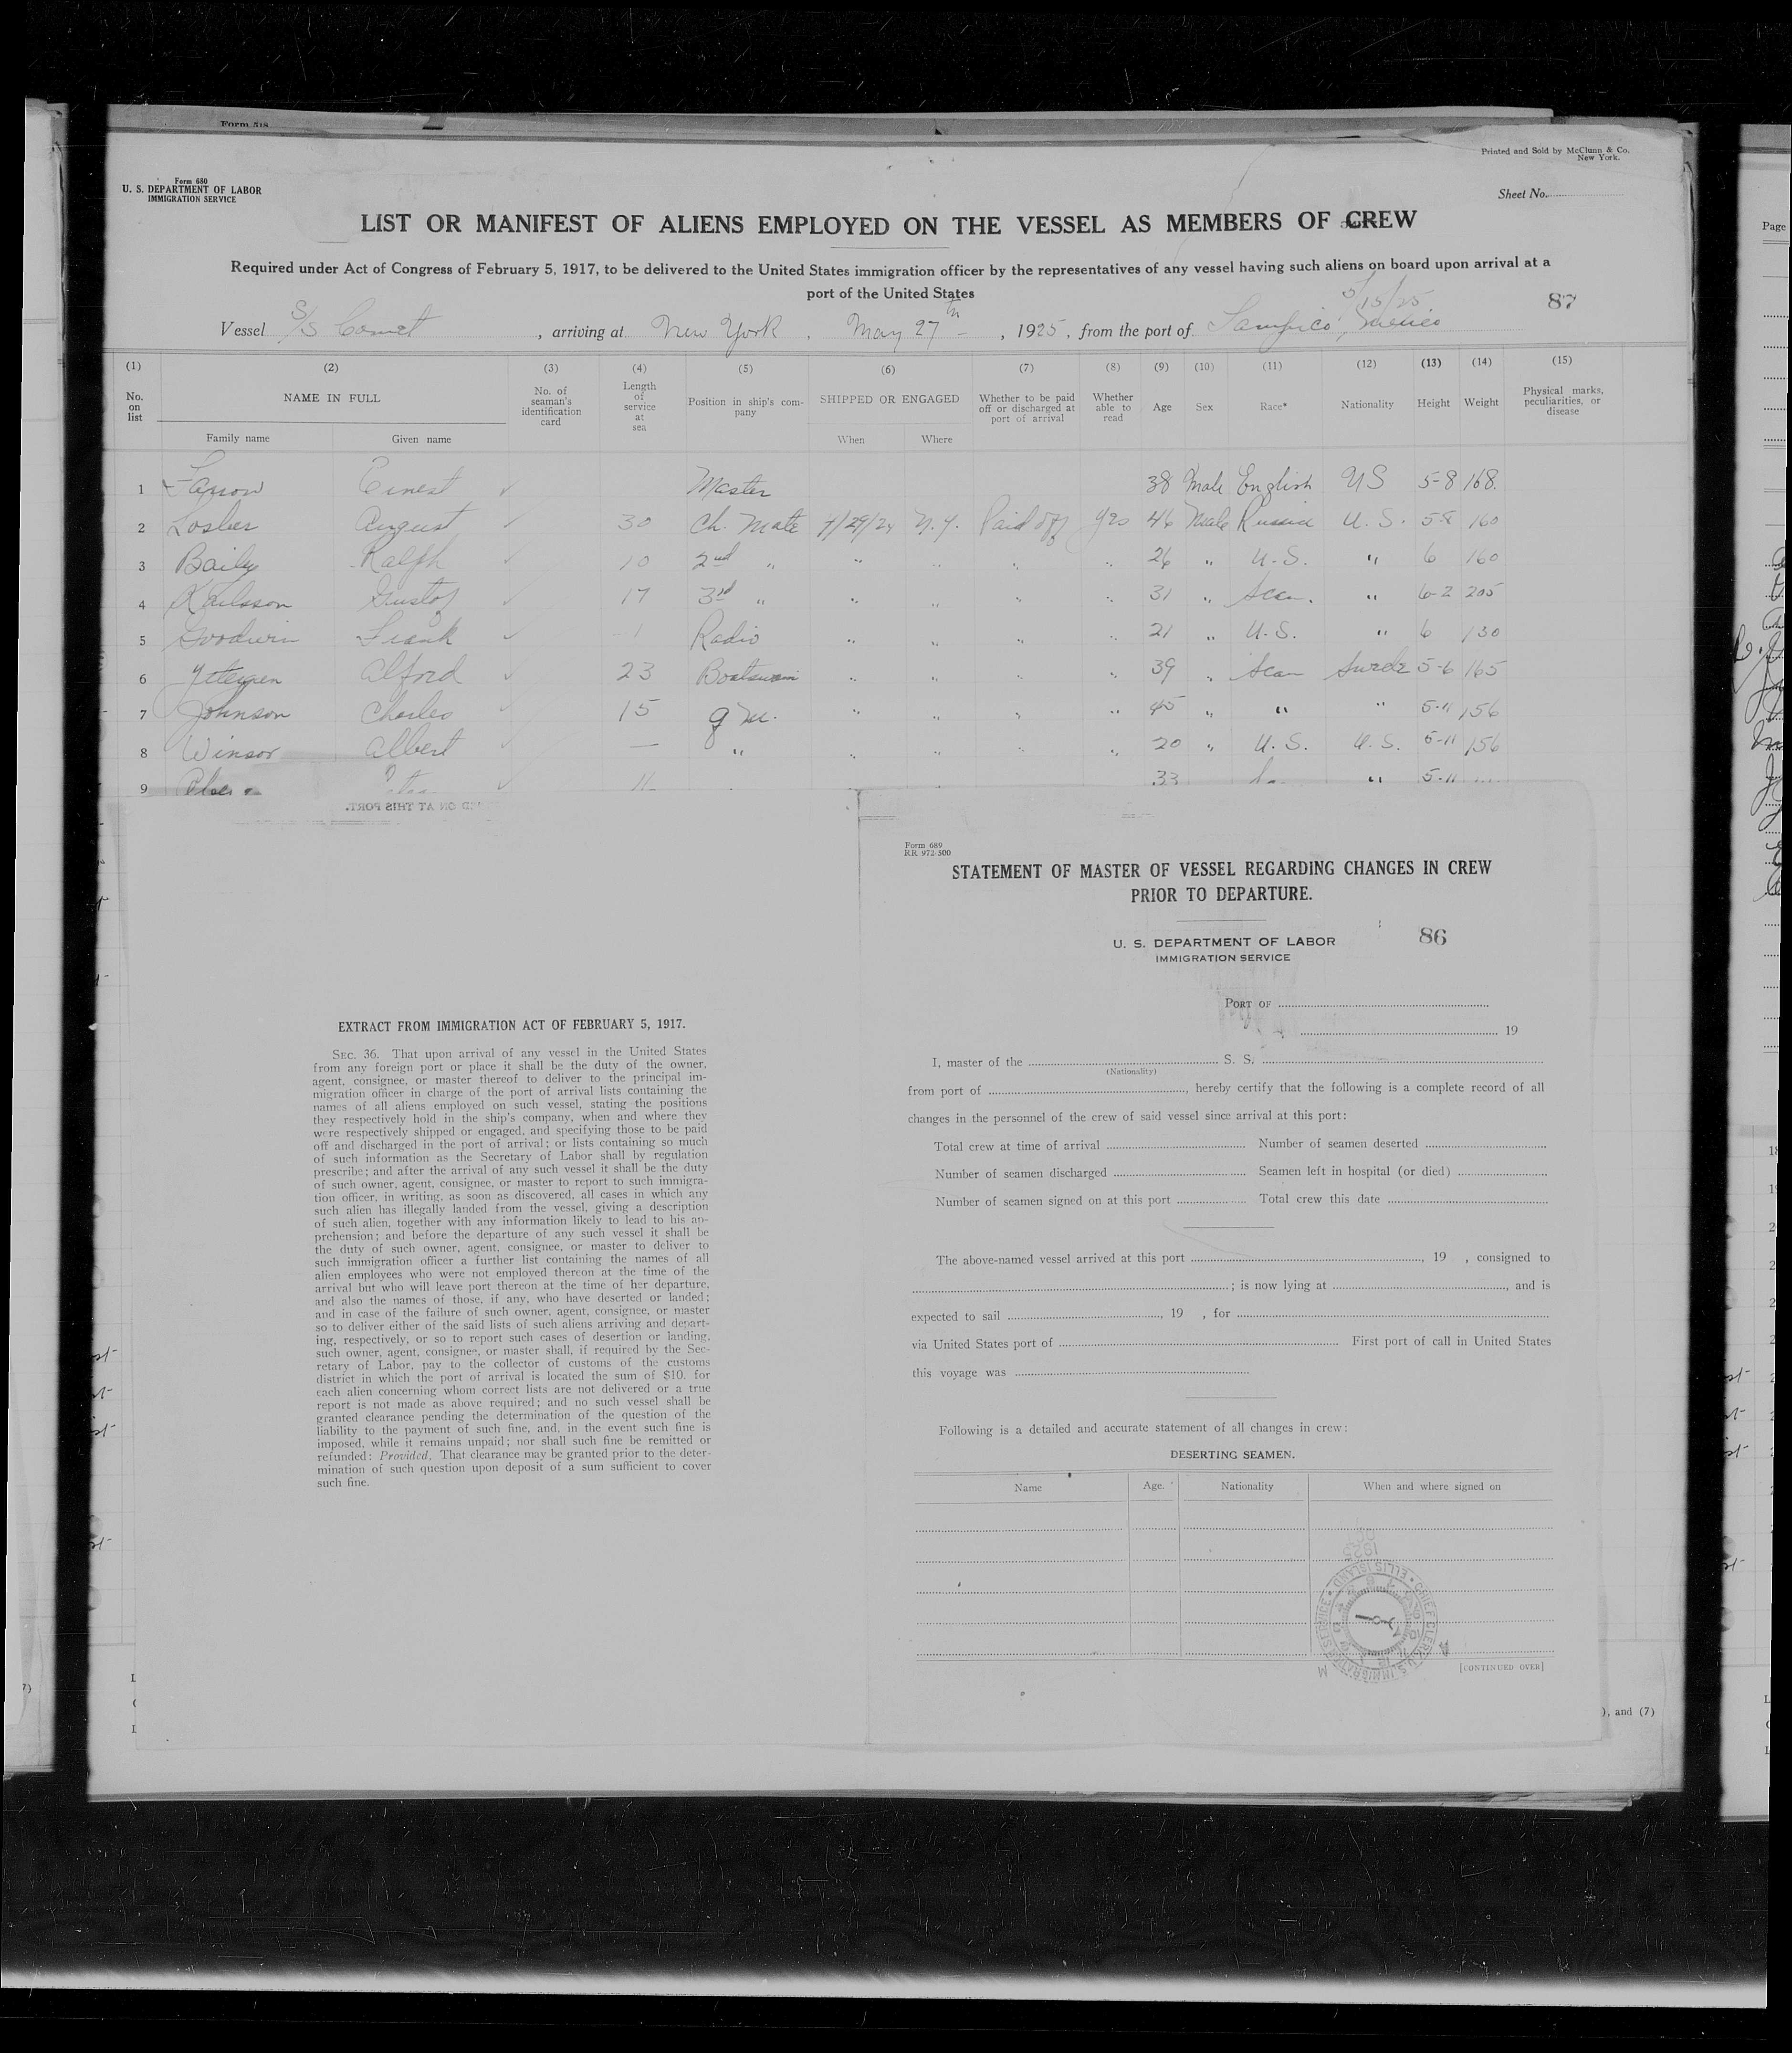 Form 518
Printed and Sold by McClunn & Co.
New York.
Form 680
U. S. DEPARTMENT OF LABOR
IMMIGRATION SERVICE
Sheet No.
LIST OR MANIFEST OF ALIENS EMPLOYED ON THE VESSEL AS MEMBERS OF CREW
Required under Act of Congress of February 5, 1917, to be delivered to the United States immigration officer by the representatives of any vessel having such aliens on board upon arrival at a
port of the United States
5/15/25
87
Vessel S/S Comet, arriving at New York, May 27th, 1925, from the port of Tampico, Mexico
(1) (2) (3) (4) (5) (6) (7) (8) (9) (10) (11) (12) (13) (14) (15)
No. on list NAME IN FULL No. of seaman's identification card Length of service at sea Position in ship's company SHIPPED OR ENGAGED Whether to be paid off or discharged at port of arrival Whether able to read Age Sex Race* Nationality Height Weight Physical marks, peculiarities, or disease
Family name Given name When Where
1 Ernest Master 38 Male English US 5-8 168.
2 August 30 Ch. Mate N.Y. Paid off yes 46 Male Russia U.S. 5-8 160
3 Baily Ralph 10 2nd " " " " " 26 " U.S. " 6 160
4 Karlsson Gustof 17 3rd " " " " " 31 " Scan. " 6-2 205
5 Goodwin Frank 1 Radio " " " " 21 " U.S. " 6 130
6 Alford 23 Boatswain " " " " 39 " Scan Swede 5-6 165
7 Johnson Charles 15 q m. " " " " 45 " " " 5-11 156
8 Winsor Albert — " " " " " 20 " U.S. U.S. 5-11 156
9 33 " 5-11
ON AT THIS PORT.
Form 689
RR 972-500
STATEMENT OF MASTER OF VESSEL REGARDING CHANGES IN CREW
PRIOR TO DEPARTURE.
86
U. S. DEPARTMENT OF LABOR
IMMIGRATION SERVICE
PORT OF
19
I, master of the S. S.
(Nationality)
from port of , hereby certify that the following is a complete record of all
changes in the personnel of the crew of said vessel since arrival at this port:
Total crew at time of arrival Number of seamen deserted
Number of seamen discharged Seamen left in hospital (or died)
Number of seamen signed on at this port Total crew this date
The above-named vessel arrived at this port , 19 , consigned to
; is now lying at , and is
expected to sail , 19 , for
via United States port of First port of call in United States
this voyage was
Following is a detailed and accurate statement of all changes in crew:
DESERTING SEAMEN.
Name Age. Nationality When and where signed on
CHIEF CLERK U.S. IMMIGRATION SERVICE • ELLIS ISLAND •
[CONTINUED OVER]
EXTRACT FROM IMMIGRATION ACT OF FEBRUARY 5, 1917.
SEC. 36. That upon arrival of any vessel in the United States
from any foreign port or place it shall be the duty of the owner,
agent, consignee, or master thereof to deliver to the principal im-
migration officer in charge of the port of arrival lists containing the
names of all aliens employed on such vessel, stating the positions
they respectively hold in the ship's company, when and where they
were respectively shipped or engaged, and specifying those to be paid
off and discharged in the port of arrival; or lists containing so much
of such information as the Secretary of Labor shall by regulation
prescribe; and after the arrival of any such vessel it shall be the duty
of such owner, agent, consignee, or master to report to such immigra-
tion officer, in writing, as soon as discovered, all cases in which any
such alien has illegally landed from the vessel, giving a description
of such alien, together with any information likely to lead to his ap-
prehension; and before the departure of any such vessel it shall be
the duty of such owner, agent, consignee, or master to deliver to
such immigration officer a further list containing the names of all
alien employees who were not employed thereon at the time of the
arrival but who will leave port thereon at the time of her departure,
and also the names of those, if any, who have deserted or landed;
and in case of the failure of such owner, agent, consignee, or master
so to deliver either of the said lists of such aliens arriving and depart-
ing, respectively, or so to report such cases of desertion or landing,
such owner, agent, consignee, or master shall, if required by the Sec-
retary of Labor, pay to the collector of customs of the customs
district in which the port of arrival is located the sum of $10. for
each alien concerning whom correct lists are not delivered or a true
report is not made as above required; and no such vessel shall be
granted clearance pending the determination of the question of the
liability to the payment of such fine, and, in the event such fine is
imposed, while it remains unpaid; nor shall such fine be remitted or
refunded: Provided, That clearance may be granted prior to the deter-
mination of such question upon deposit of a sum sufficient to cover
such fine.
), and (7)
Page